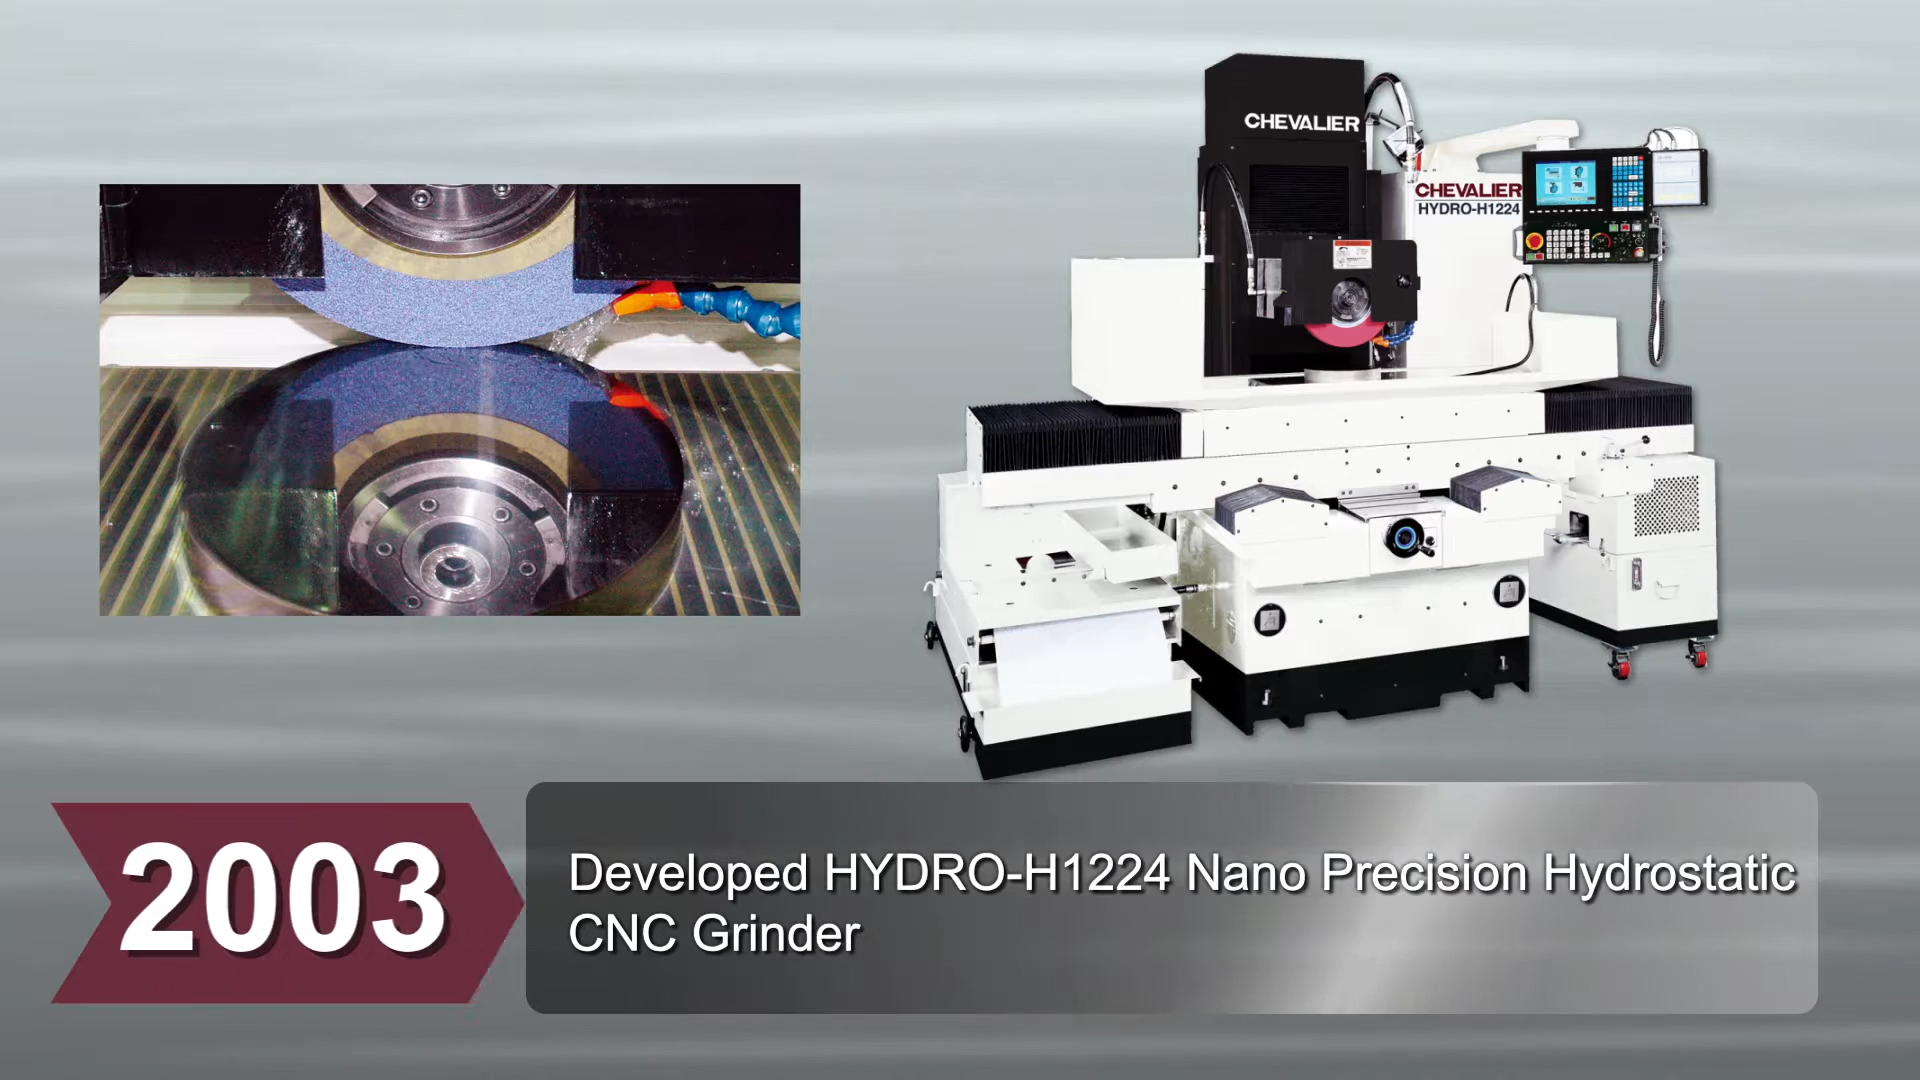 CHEVALIER
CHEVALIER
HYDRO-H1224
2003
Developed HYDRO-H1224 Nano Precision Hydrostatic
CNC Grinder